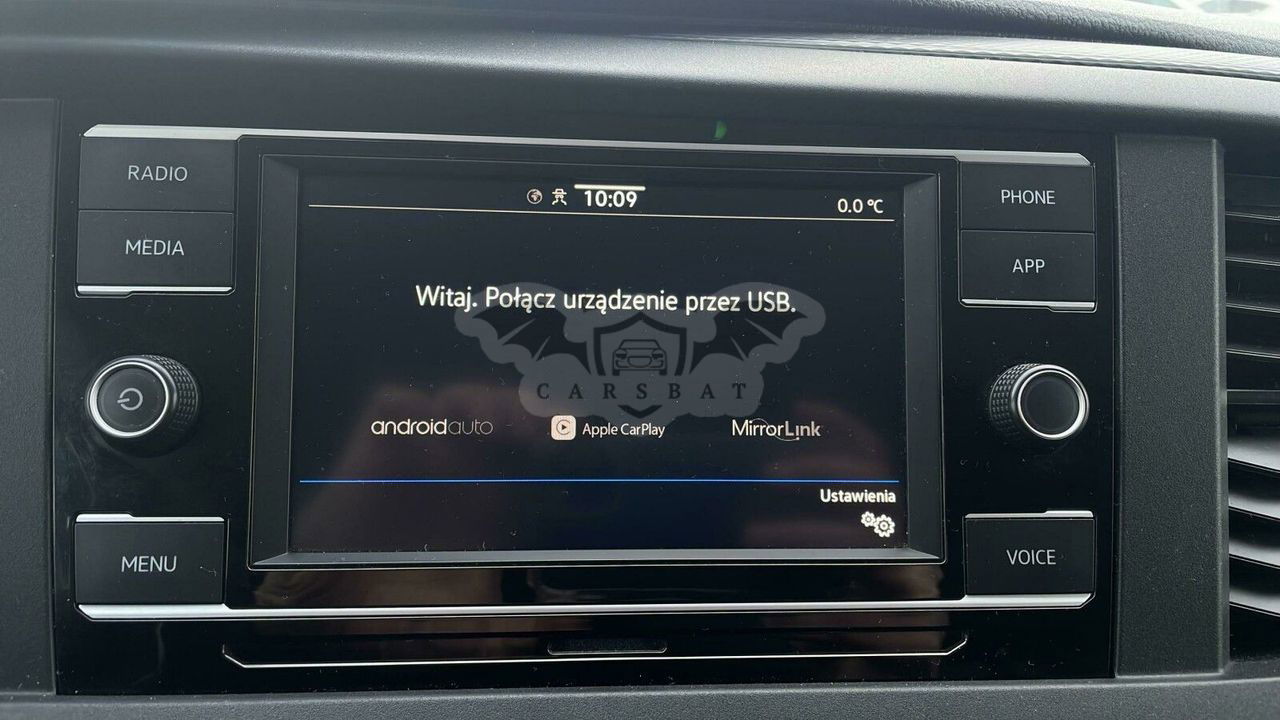 RADIO
MEDIA
MENU
10:09
0.0 °C
Witaj. Połącz urządzenie przez USB.
CARSBAT
androidauto
Apple CarPlay
MirrorLink
Ustawienia
PHONE
APP
VOICE